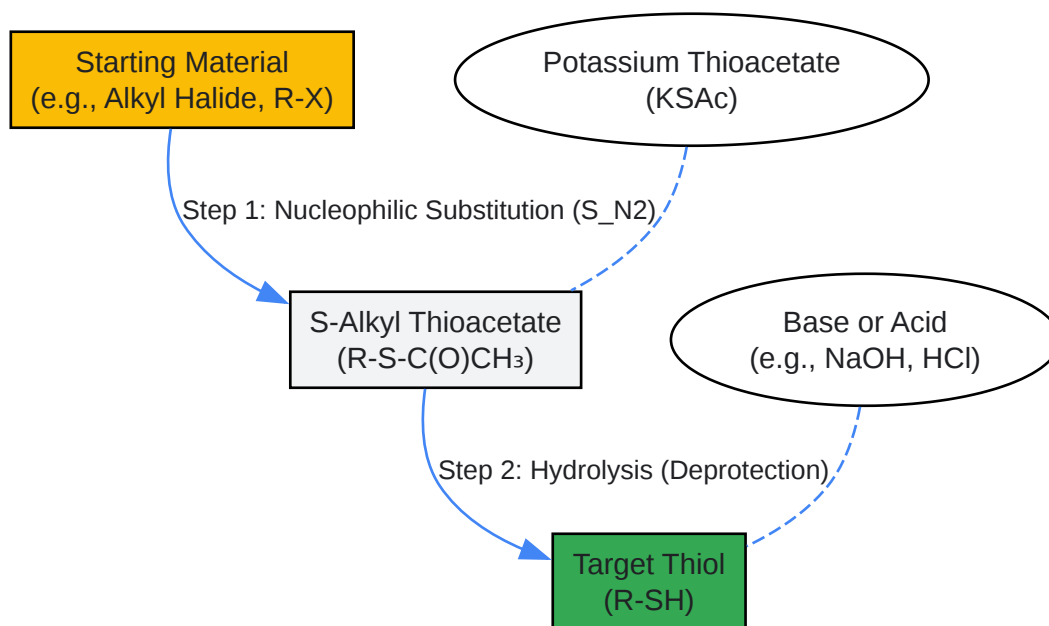 Starting Material
(e.g., Alkyl Halide, R-X)
Potassium Thioacetate
(KSAc)
Step 1: Nucleophilic Substitution (S_N2)
S-Alkyl Thioacetate
(R-S-C(O)CH₃)
Base or Acid
(e.g., NaOH, HCl)
Step 2: Hydrolysis (Deprotection)
Target Thiol
(R-SH)